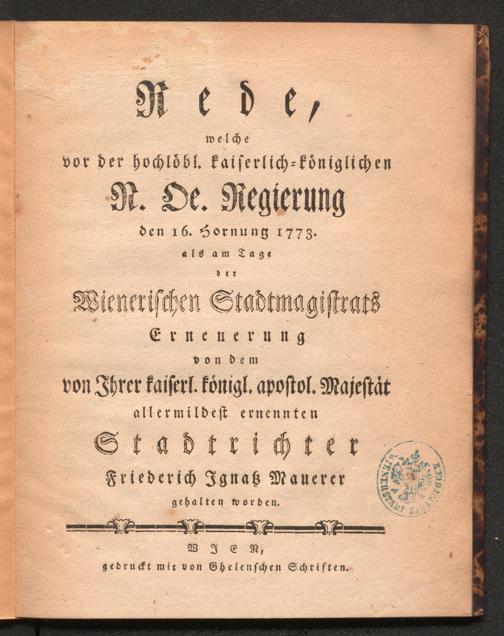 Rede,
welche
vor der hochlöbl. kaiserlich-königlichen
N. Oe. Regierung
den 16. Hornung 1773.
als am Tage
der
Wienerischen Stadtmagistrats
Erneuerung
von dem
von Ihrer kaiserl. königl. apostol. Majestät
allermildest ernennten
Stadtrichter
Friederich Ignatz Mauerer
gehalten worden.
WIEN,
gedruckt mit von Ghelenschen Schriften.